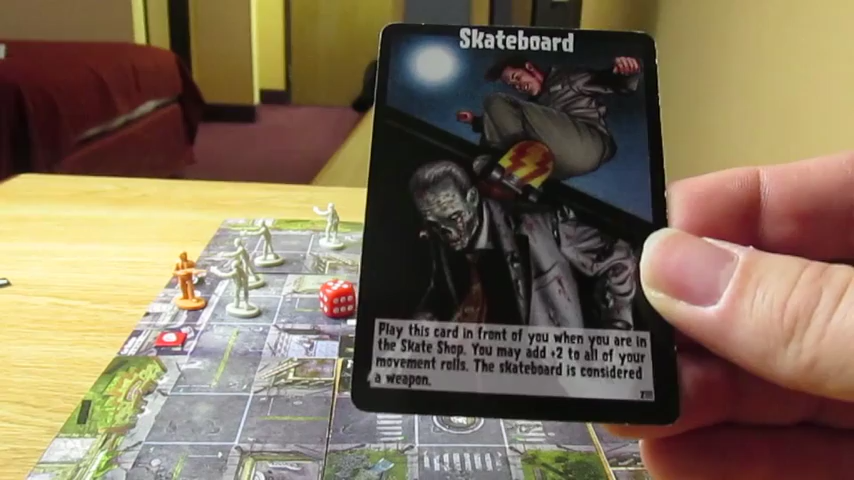 Skateboard
Play this card in front of you when you are in
the Skate Shop. You may add +2 to all of your
movement rolls. The skateboard is considered
a weapon.